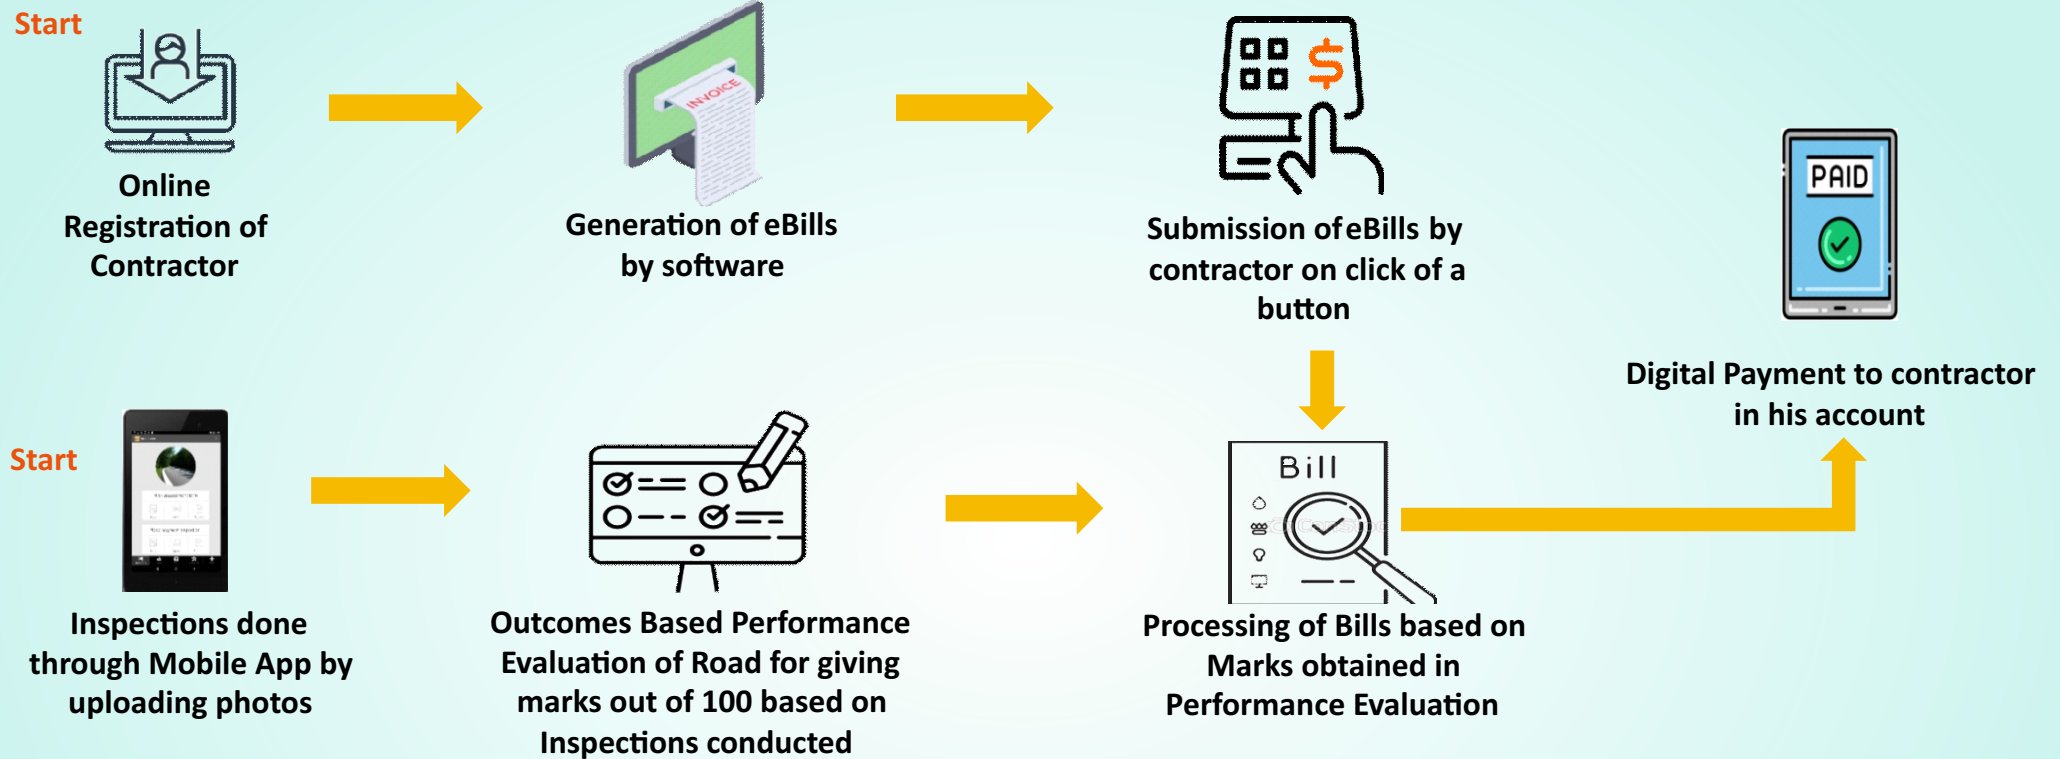 Start
Online
Registration of
Contractor
INVOICE
Generation of eBills
by software
$
Submission of eBills by
contractor on click of a
button
PAID
Digital Payment to contractor
in his account
Start
Inspections done
through Mobile App by
uploading photos
Outcomes Based Performance
Evaluation of Road for giving
marks out of 100 based on
Inspections conducted
Bill
Processing of Bills based on
Marks obtained in
Performance Evaluation